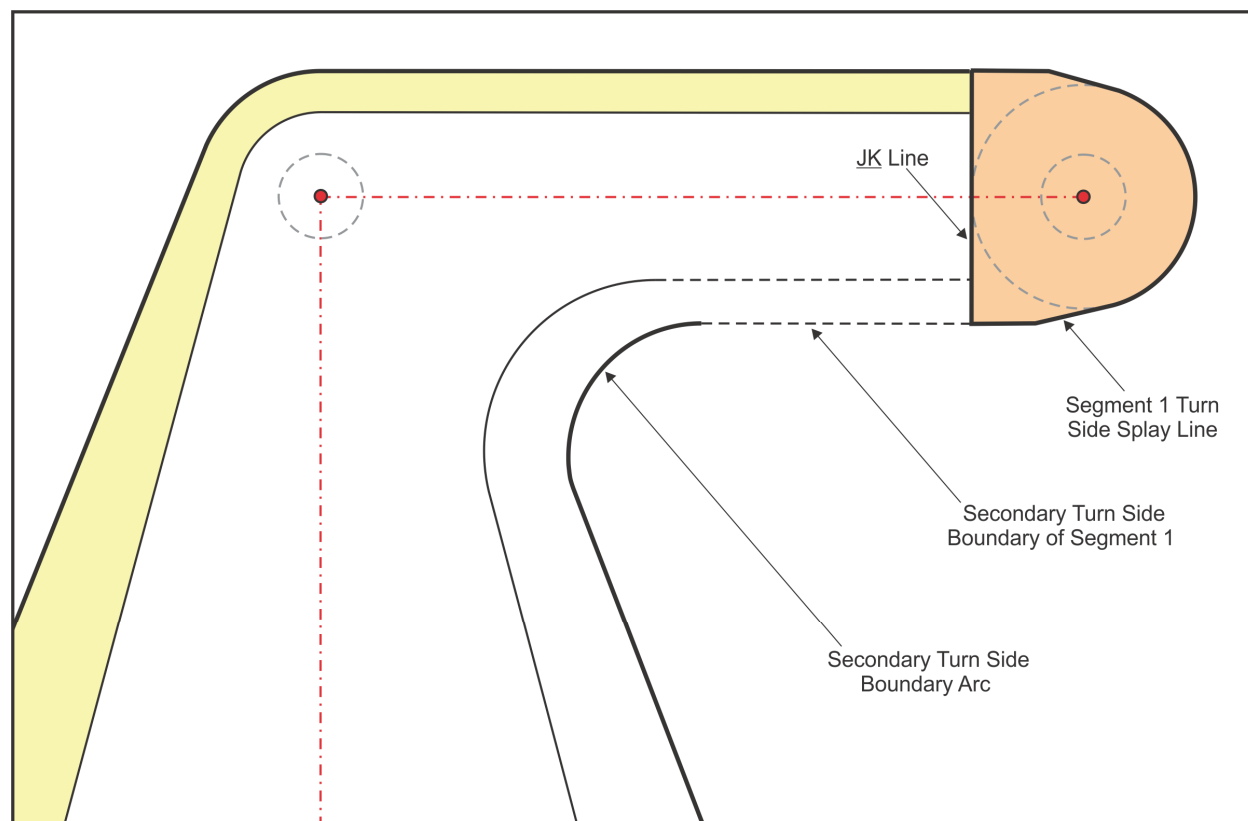 JK Line
Segment 1 Turn
Side Splay Line
Secondary Turn Side
Boundary of Segment 1
Secondary Turn Side
Boundary Arc